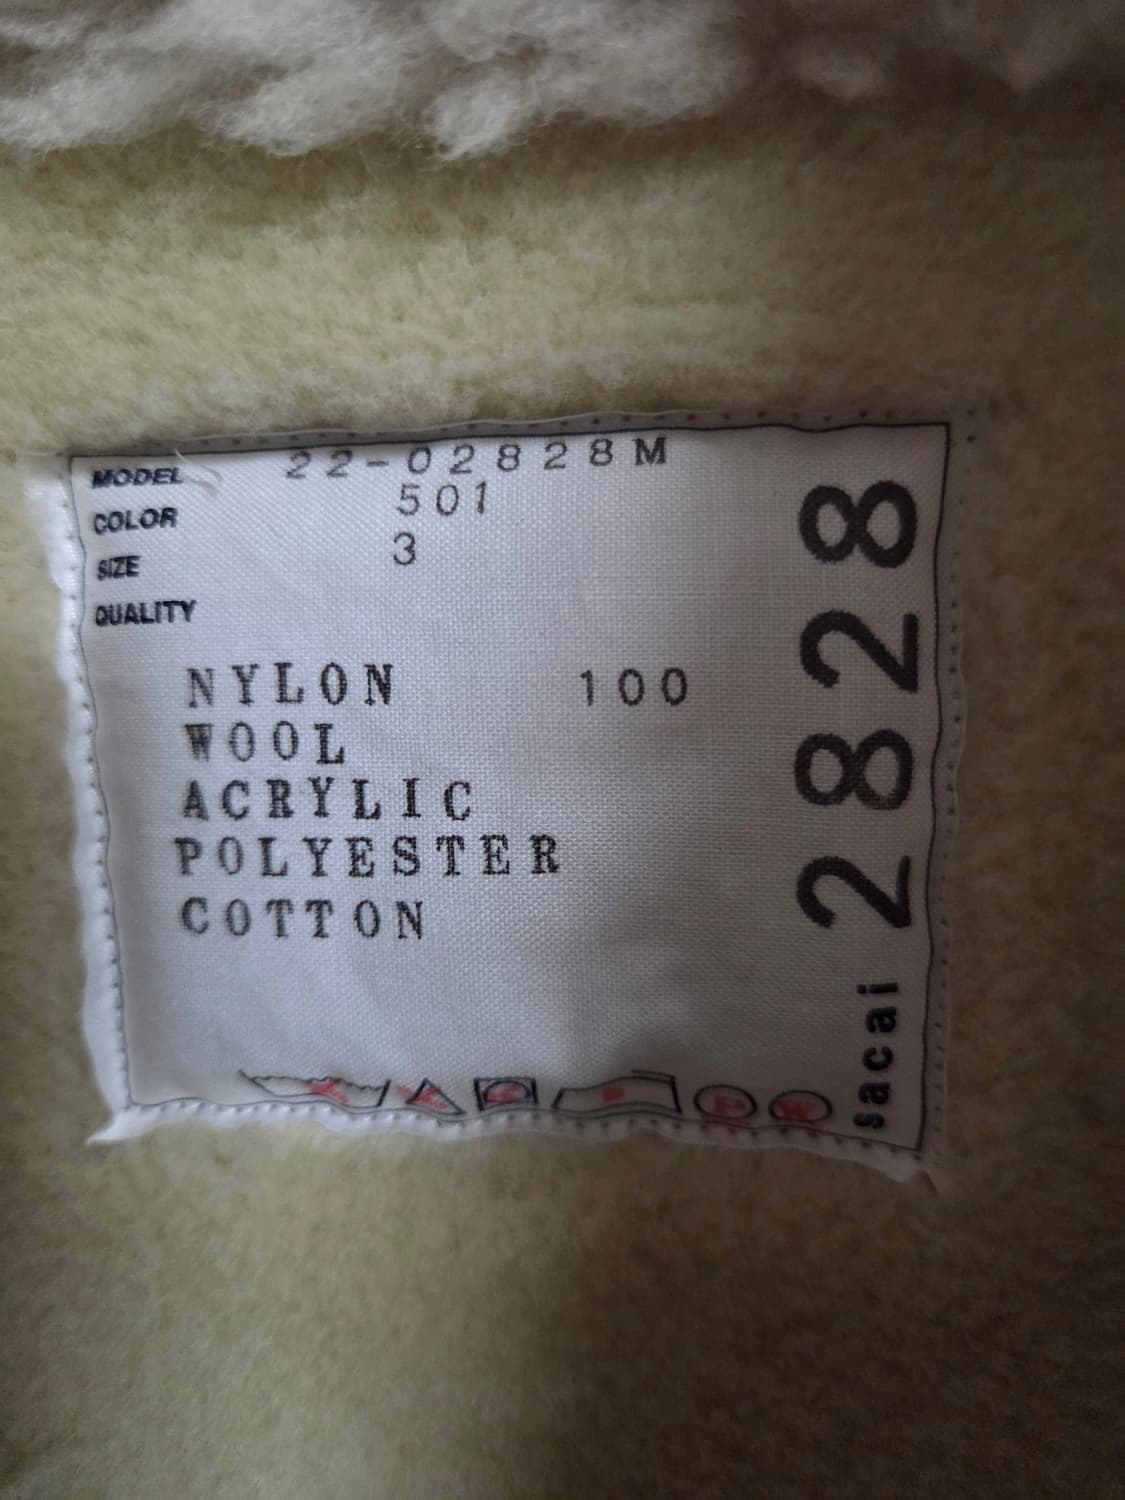 MODEL 22-02828M
COLOR 501
SIZE 3
QUALITY
NYLON 100
WOOL
ACRYLIC
POLYESTER
COTTON
sacai 2828
P
W